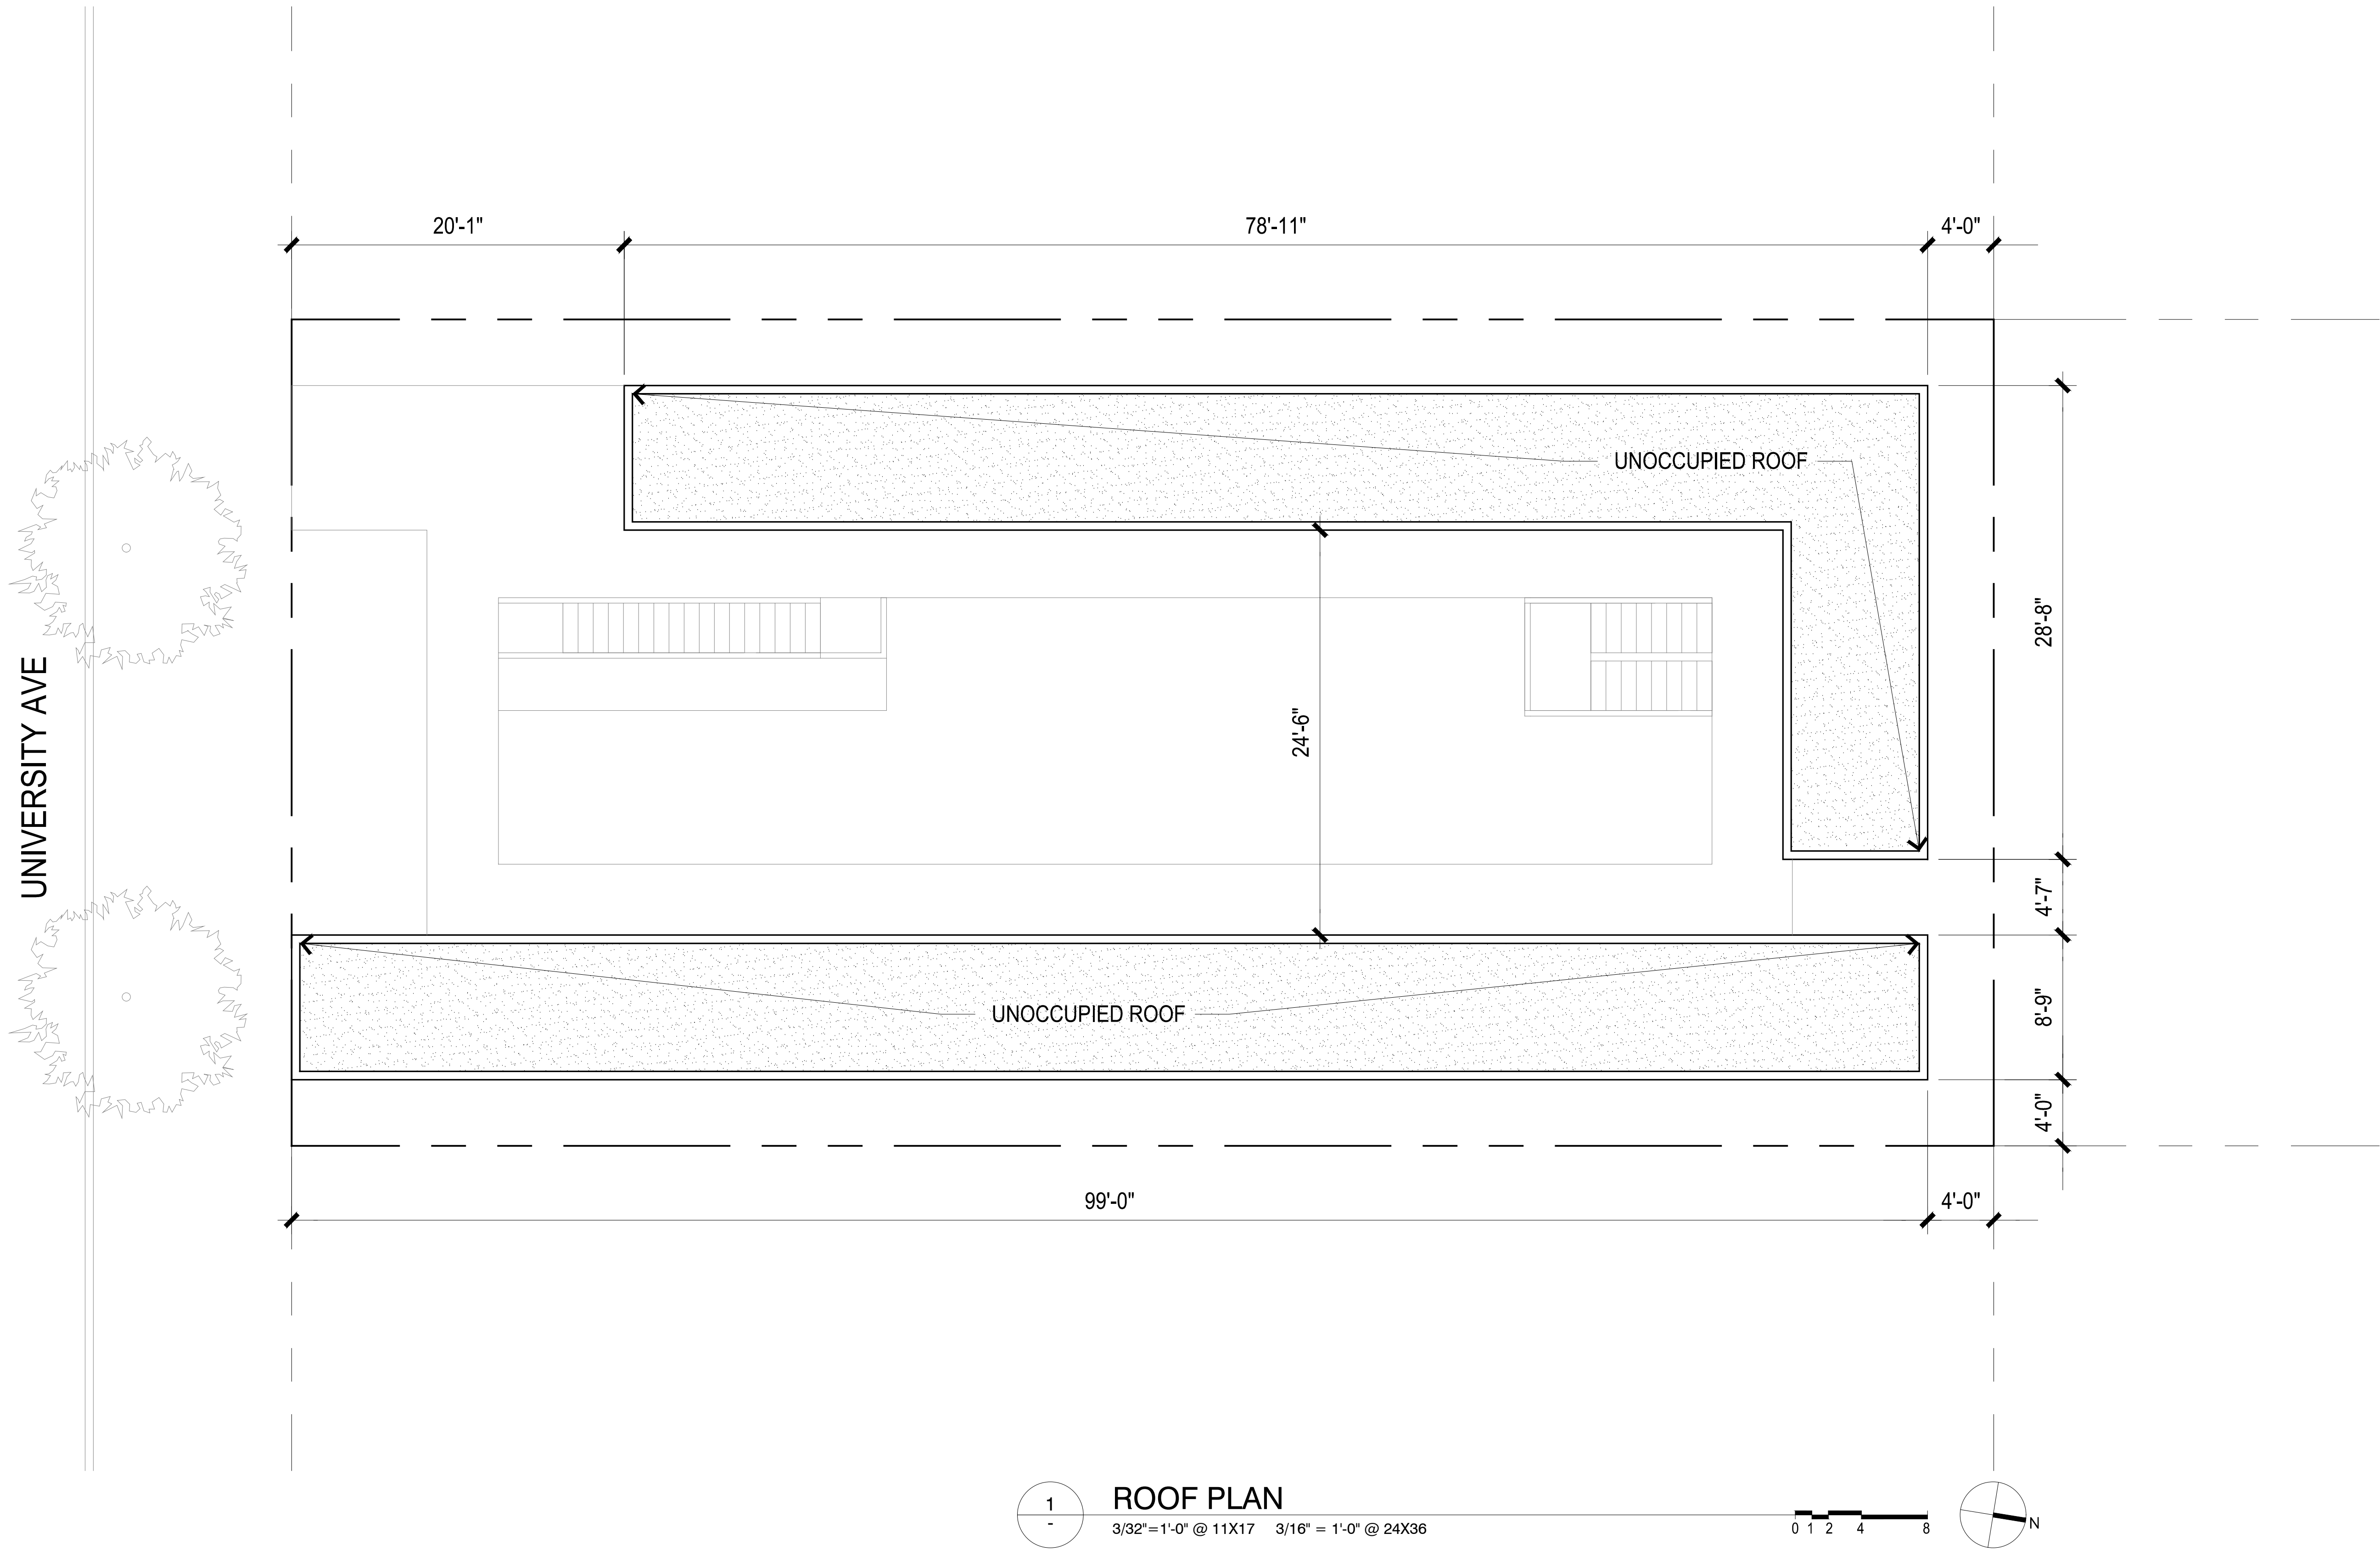 20'-1"
78'-11"
4'-0"
UNOCCUPIED ROOF
28'-8"
UNIVERSITY AVE
24'-6"
4'-7"
UNOCCUPIED ROOF
8'-9"
4'-0"
99'-0"
4'-0"
1
-
ROOF PLAN
3/32"=1'-0" @ 11X17 3/16" = 1'-0" @ 24X36
0 1 2 4 8
N